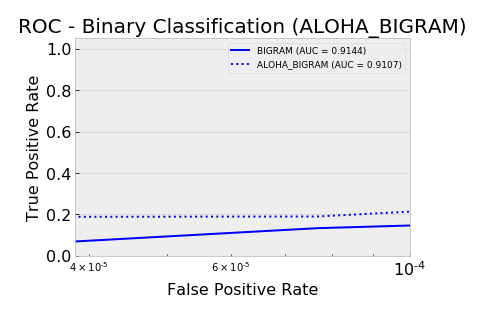 ROC - Binary Classification (ALOHA_BIGRAM)
BIGRAM (AUC = 0.9144)
ALOHA_BIGRAM (AUC = 0.9107)
True Positive Rate
1.0
0.8
0.6
0.4
0.2
0.0
4 × 10⁻⁵
6 × 10⁻⁵
10⁻⁴
False Positive Rate